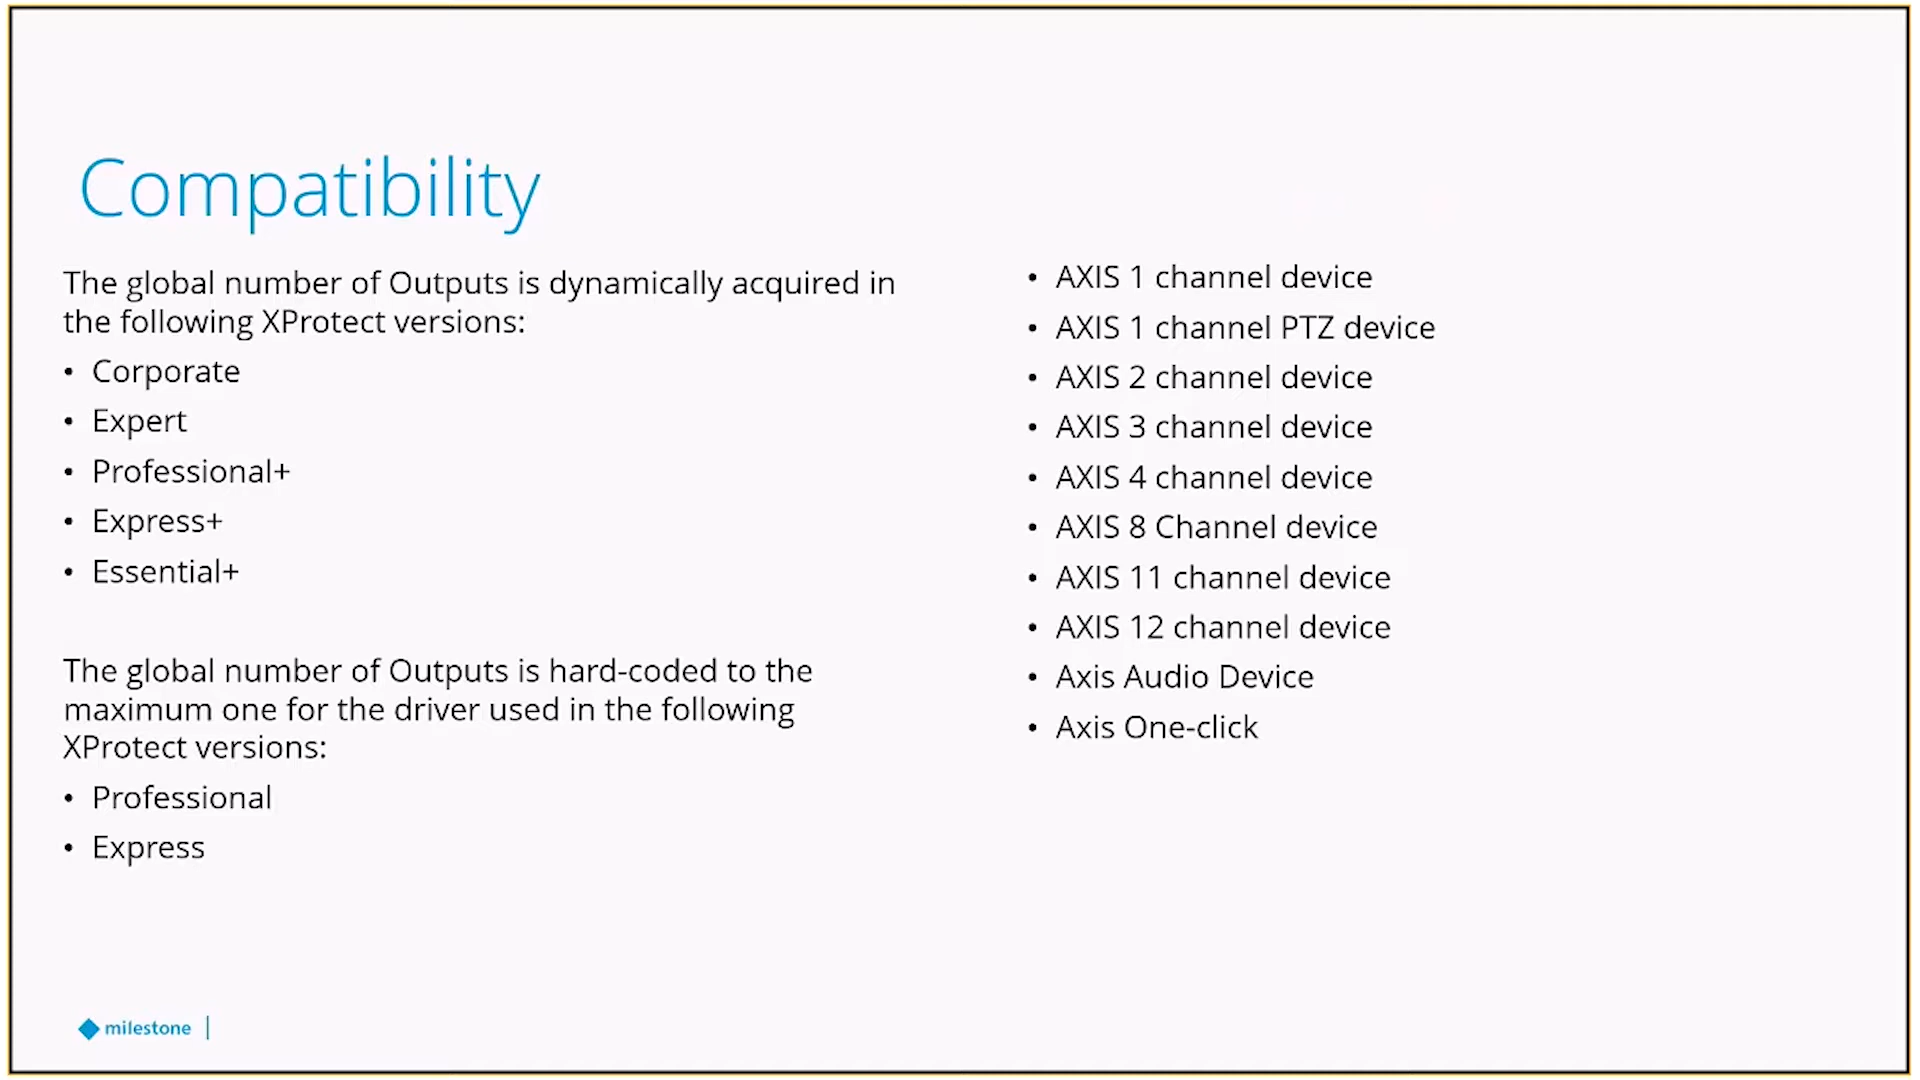 Compatibility
The global number of Outputs is dynamically acquired in
the following XProtect versions:
• Corporate
• Expert
• Professional+
• Express+
• Essential+
The global number of Outputs is hard-coded to the
maximum one for the driver used in the following
XProtect versions:
• Professional
• Express
• AXIS 1 channel device
• AXIS 1 channel PTZ device
• AXIS 2 channel device
• AXIS 3 channel device
• AXIS 4 channel device
• AXIS 8 Channel device
• AXIS 11 channel device
• AXIS 12 channel device
• Axis Audio Device
• Axis One-click
milestone